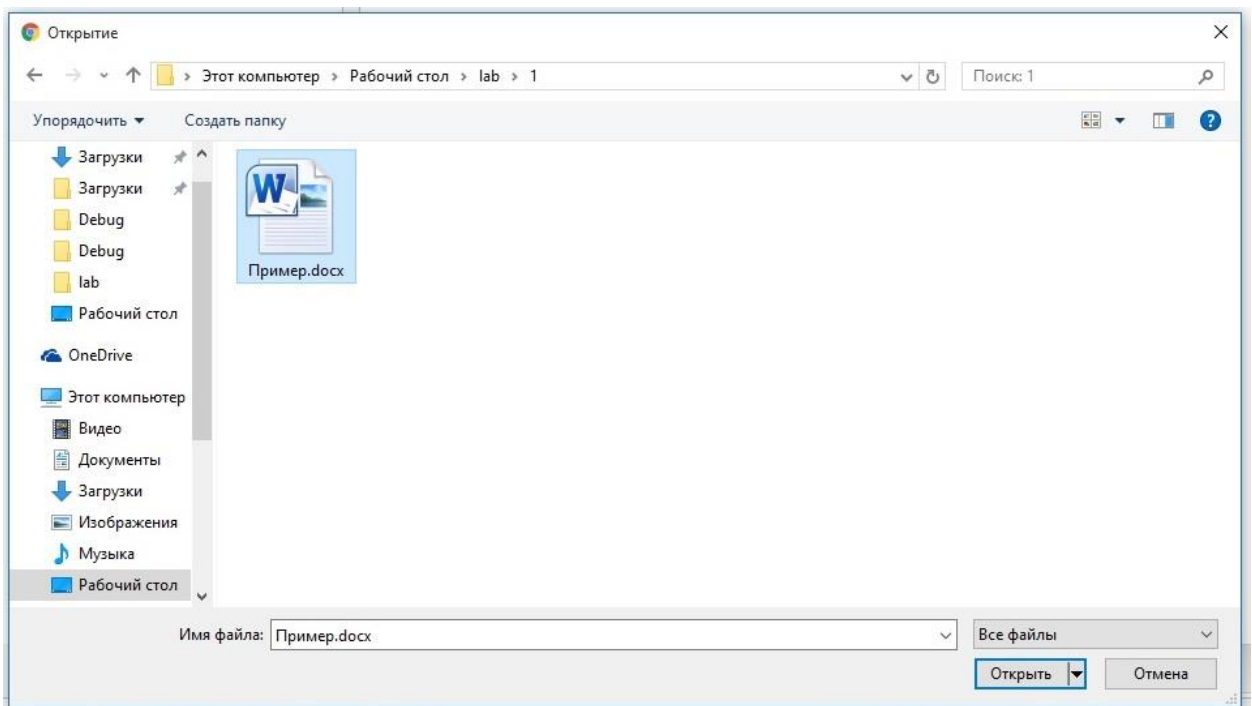 Открытие
Этот компьютер > Рабочий стол > lab > 1
Поиск: 1
Упорядочить
Создать папку
Загрузки
Загрузки
Debug
Debug
lab
Рабочий стол
OneDrive
Этот компьютер
Видео
Документы
Загрузки
Изображения
Музыка
Рабочий стол
W
Пример.docx
Имя файла: Пример.docx
Все файлы
Открыть
Отмена